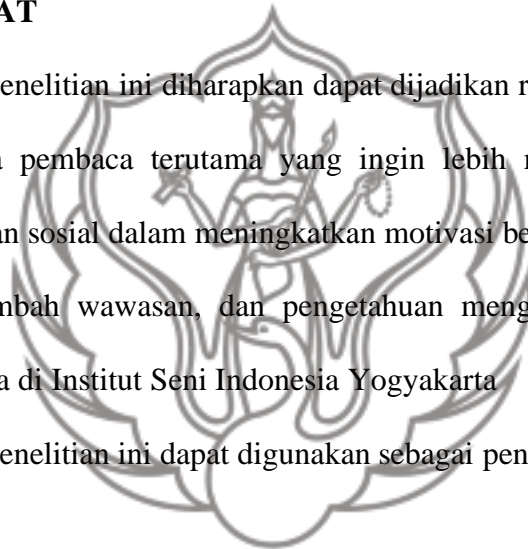 AT
enelitian ini diharapkan dapat dijadikan r
a pembaca terutama yang ingin lebih
an sosial dalam meningkatkan motivasi be
mbah wawasan, dan pengetahuan meng
a di Institut Seni Indonesia Yogyakarta
enelitian ini dapat digunakan sebagai pen